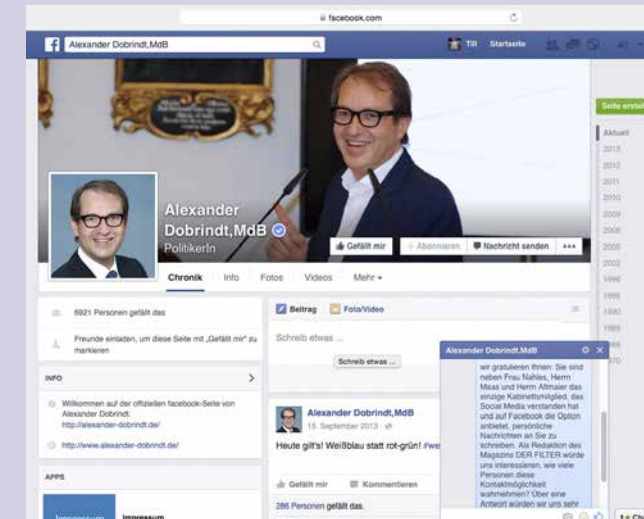 facebook.com
Alexander Dobrindt,MdB
Till Startseite
Seite erstel
Alexander
Dobrindt,MdB
PolitikerIn
Gefällt mir
Abonnieren
Nachricht senden
Chronik Info Fotos Videos Mehr
Aktuell
2013
2012
2011
2010
2009
2008
2005
2002
1998
1995
1990
1989
6921 Personen gefällt das
Freunde einladen, um diese Seite mit „Gefällt mir“ zu
markieren
INFO
Willkommen auf der offiziellen facebook-Seite von
Alexander Dobrindt.
http://alexander-dobrindt.de/
http://www.alexander-dobrindt.de/
APPS
Impressum
Impressum
Beitrag Foto/Video
Schreib etwas ...
Schreib etwas ...
Alexander Dobrindt,MdB
15. September 2013
Heute gilt's! Weißblau statt rot-grün! #we
Gefällt mir Kommentieren
286 Personen gefällt das.
Alexander Dobrindt,MdB
wir gratulieren Ihnen. Sie sind
neben Frau Nahles, Herrn
Maas und Herrn Altmaier das
einzige Kabinettsmitglied, das
Social Media verstanden hat
und auf Facebook die Option
anbietet, persönliche
Nachrichten an Sie zu
schreiben. Als Redaktion des
Magazins DER FILTER würde
uns interessieren, wie viele
Personen diese
Kontaktmöglichkeit
wahrnehmen? Über eine
Antwort würden wir uns sehr